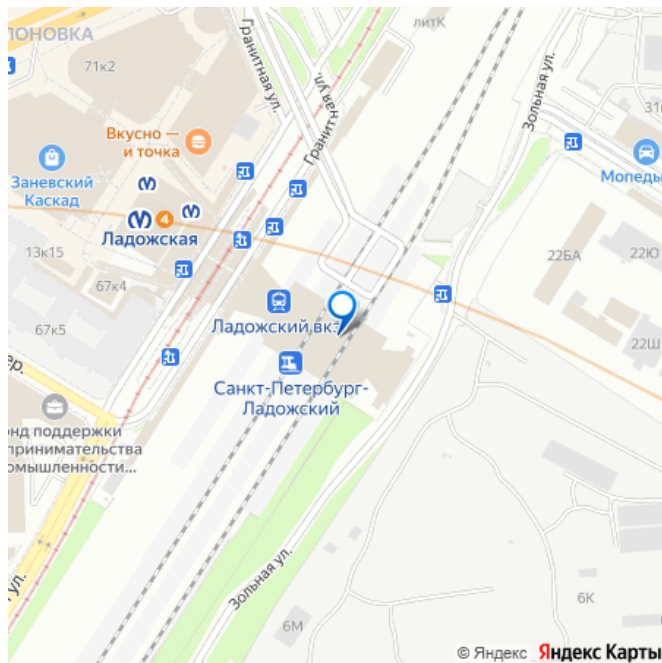 ПОНОВКА
71к2
Гранитная ул.
Гранитная ул.
литК
Зольная ул.
31к
Вкусно —
и точка
Мопеды
Заневский
Каскад
4
Ладожская
13к15
67к4
22БА
22Ю
67к5
Ладожский вкз
22Ш
Санкт-Петербург-
Ладожский
ер.
онд поддержки
принимательства
омышленности...
ул.
Зольная ул.
6М
6К
© Яндекс Яндекс Карты